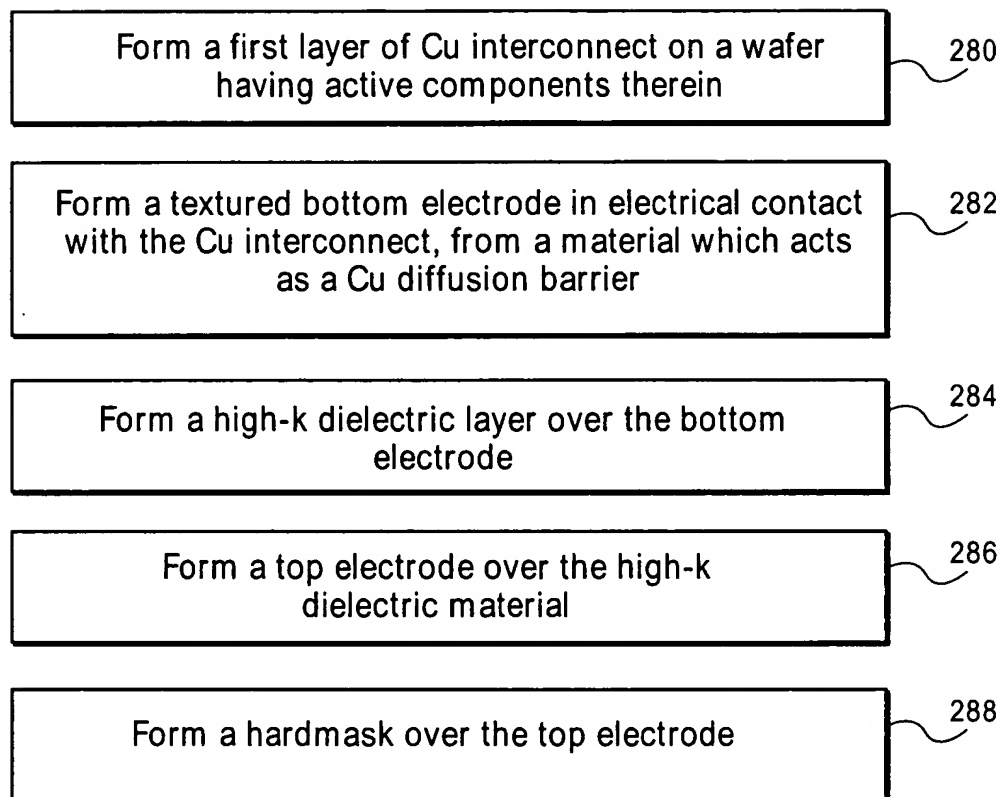 Form a first layer of Cu interconnect on a wafer
having active components therein
280
Form a textured bottom electrode in electrical contact
with the Cu interconnect, from a material which acts
as a Cu diffusion barrier
282
Form a high-k dielectric layer over the bottom
electrode
284
Form a top electrode over the high-k
dielectric material
286
Form a hardmask over the top electrode
288